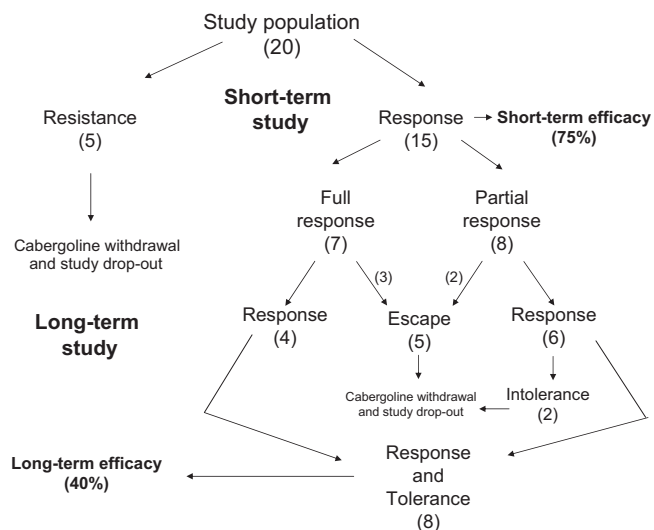 Study population
(20)
Short-term
study
Resistance
(5)
Response
(15)
Short-term efficacy
(75%)
Full
response
(7)
Partial
response
(8)
Cabergoline withdrawal
and study drop-out
(3)
(2)
Long-term
study
Response
(4)
Escape
(5)
Response
(6)
Cabergoline withdrawal
and study drop-out
Intolerance
(2)
Long-term efficacy
(40%)
Response
and
Tolerance
(8)